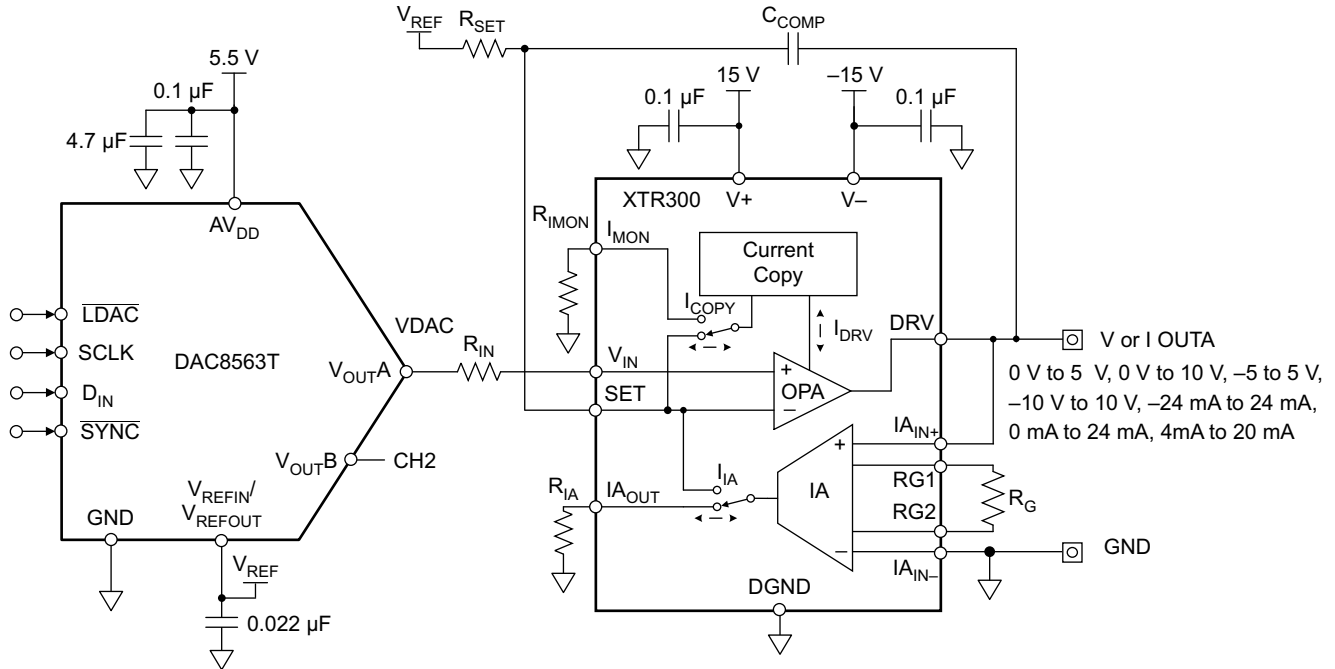 V_REF
R_SET
C_COMP
5.5 V
0.1 µF
4.7 µF
15 V
–15 V
0.1 µF
0.1 µF
XTR300
V+
V–
AV_DD
R_IMON
I_MON
Current
Copy
I_COPY
I_DRV
DRV
V or I OUTA
0 V to 5 V, 0 V to 10 V, –5 to 5 V,
–10 V to 10 V, –24 mA to 24 mA,
0 mA to 24 mA, 4mA to 20 mA
LDAC
SCLK
D_IN
SYNC
DAC8563T
VDAC
V_OUTA
R_IN
V_IN
SET
+
OPA
–
V_OUTB
CH2
I_IA
R_IA
IA_OUT
+
IA
–
IA_IN+
RG1
RG2
R_G
IA_IN–
GND
GND
V_REFIN/
V_REFOUT
V_REF
0.022 µF
DGND